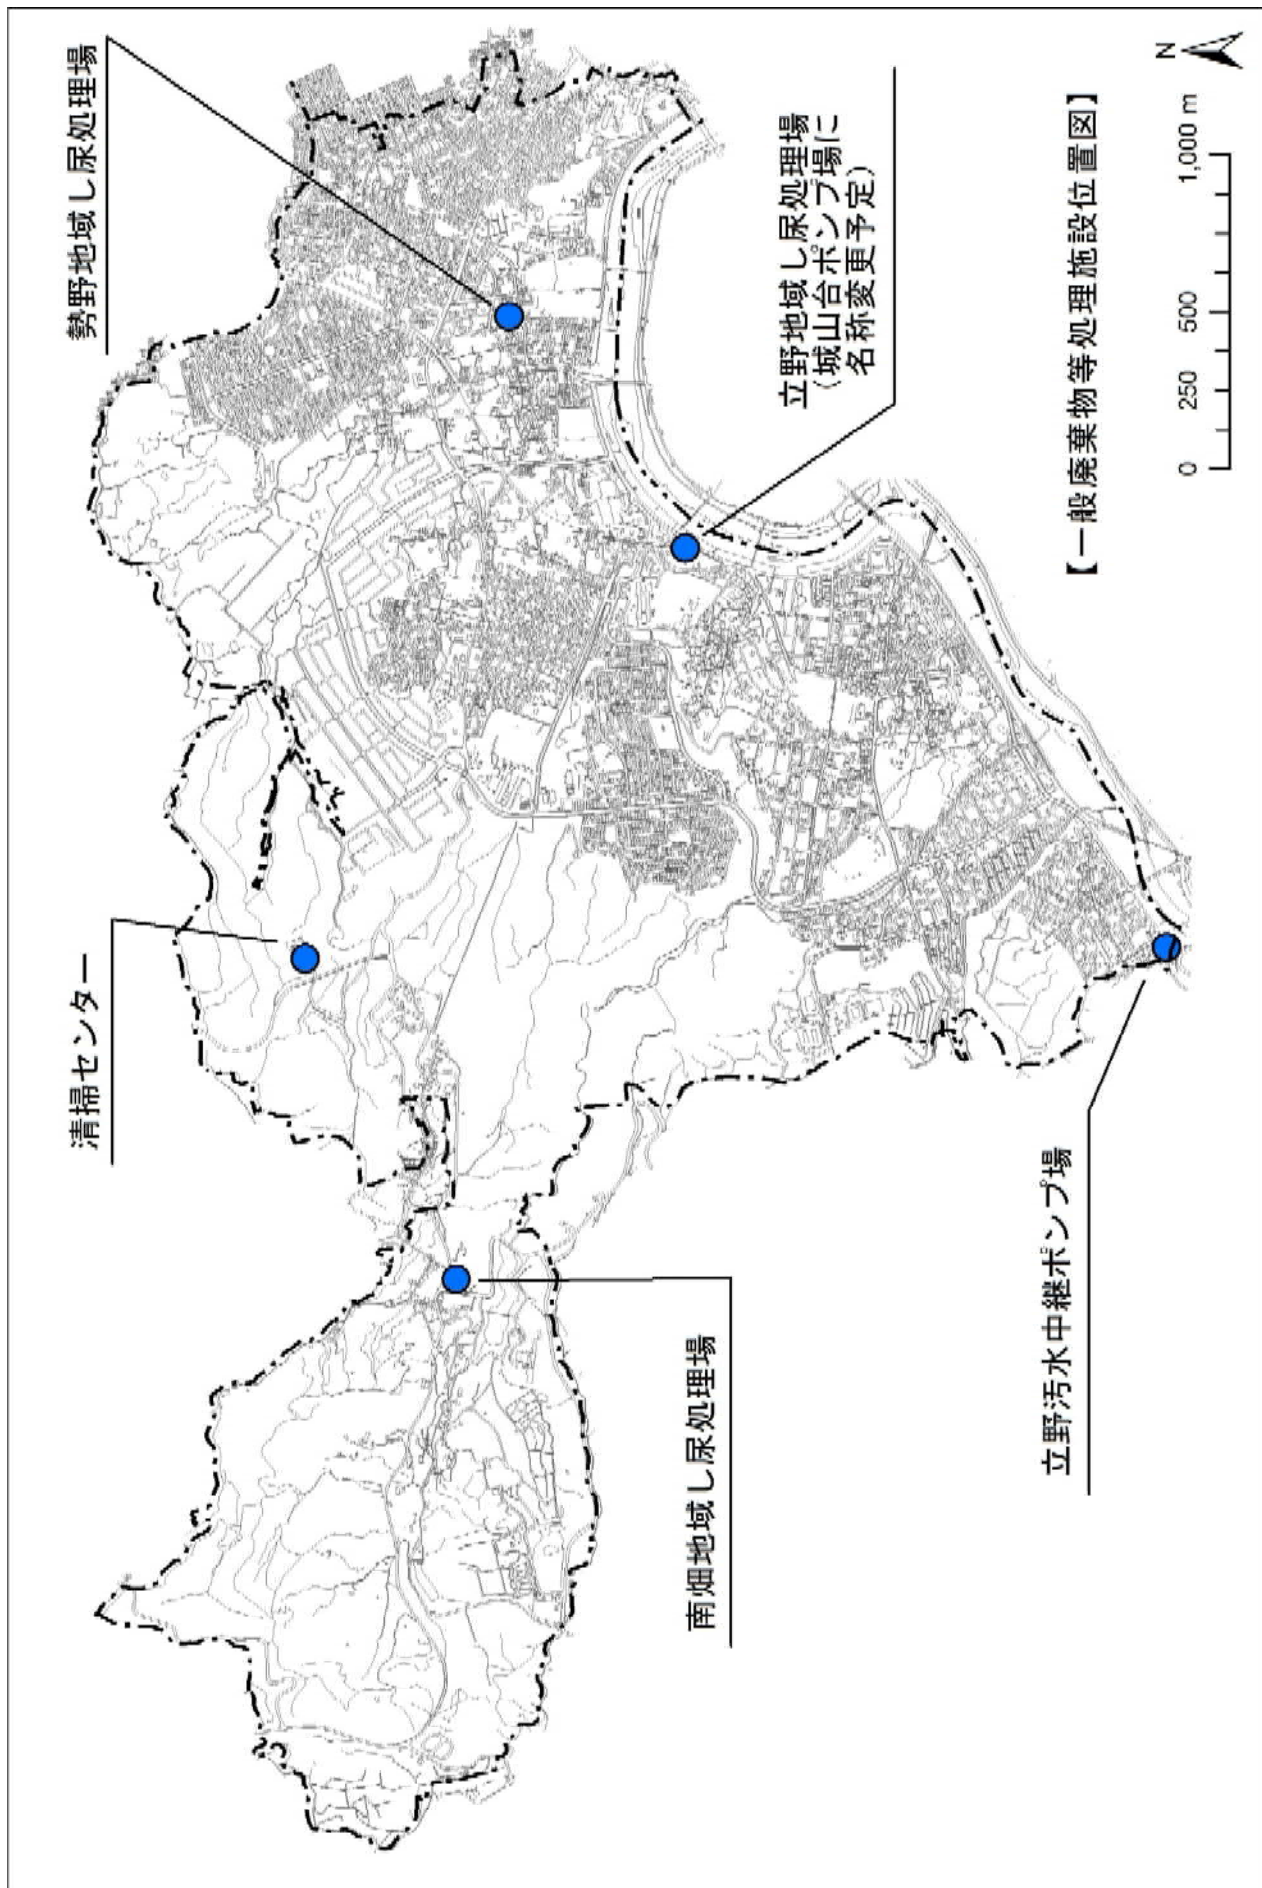 勢野地域し尿処理場
清掃センター
立野地域し尿処理場
(城山台ポンプ場に
名称変更予定)
南畑地域し尿処理場
立野汚水中継ポンプ場
【一般廃棄物等処理施設位置図】
N
0 250 500 1,000 m